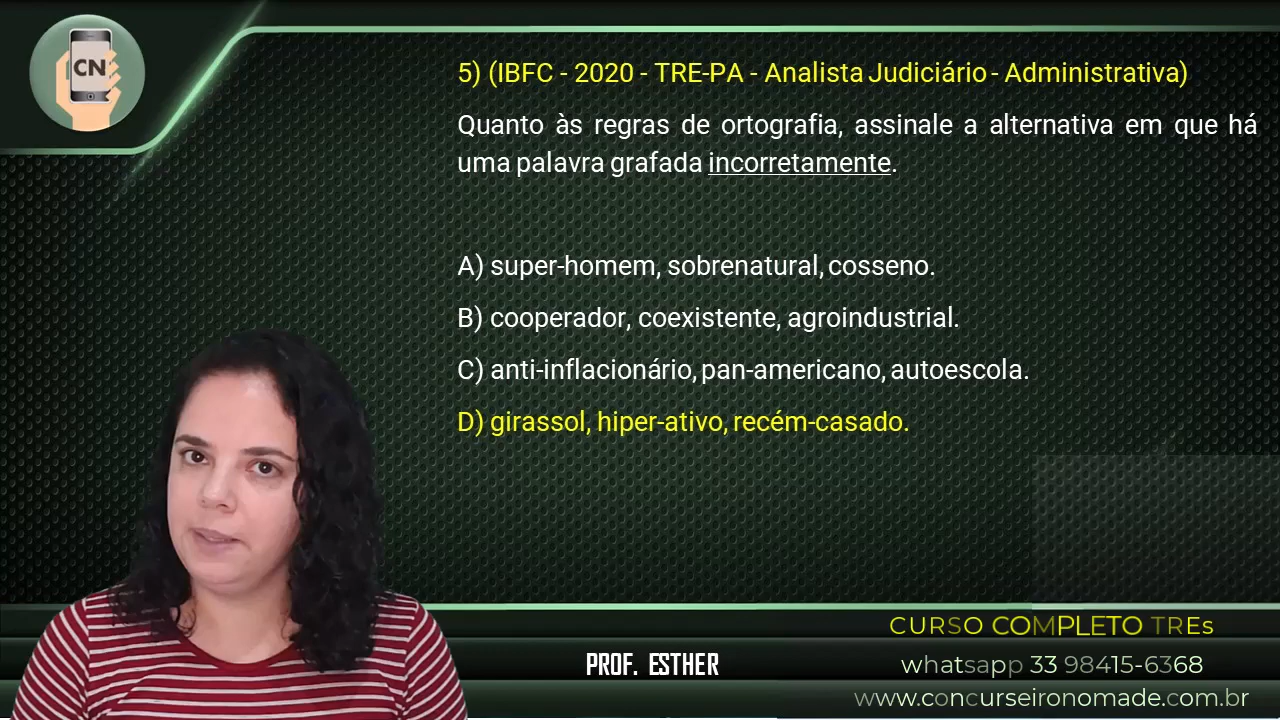 CN
5) (IBFC - 2020 - TRE-PA - Analista Judiciário - Administrativa)
Quanto às regras de ortografia, assinale a alternativa em que há
uma palavra grafada incorretamente.
A) super-homem, sobrenatural, cosseno.
B) cooperador, coexistente, agroindustrial.
C) anti-inflacionário, pan-americano, autoescola.
D) girassol, hiper-ativo, recém-casado.
CURSO COMPLETO TREs
PROF. ESTHER
whatsapp 33 98415-6368
www.concurseironomade.com.br